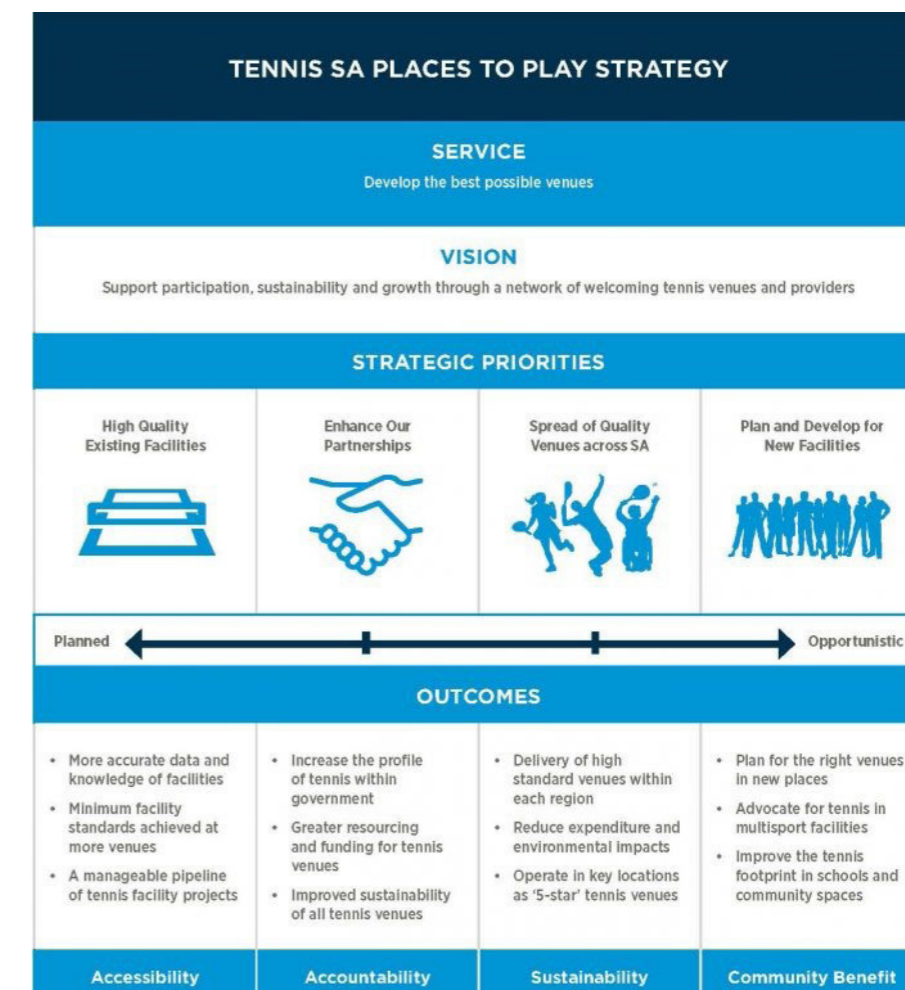 TENNIS SA PLACES TO PLAY STRATEGY
SERVICE
Develop the best possible venues
VISION
Support participation, sustainability and growth through a network of welcoming tennis venues and providers
STRATEGIC PRIORITIES
High Quality
Existing Facilities
Enhance Our
Partnerships
Spread of Quality
Venues across SA
Plan and Develop for
New Facilities
Planned
Opportunistic
OUTCOMES
• More accurate data and
knowledge of facilities
• Minimum facility
standards achieved at
more venues
• A manageable pipeline
of tennis facility projects
• Increase the profile
of tennis within
government
• Greater resourcing
and funding for tennis
venues
• Improved sustainability
of all tennis venues
• Delivery of high
standard venues within
each region
• Reduce expenditure and
environmental impacts
• Operate in key locations
as ‘5-star’ tennis venues
• Plan for the right venues
in new places
• Advocate for tennis in
multisport facilities
• Improve the tennis
footprint in schools and
community spaces
Accessibility
Accountability
Sustainability
Community Benefit